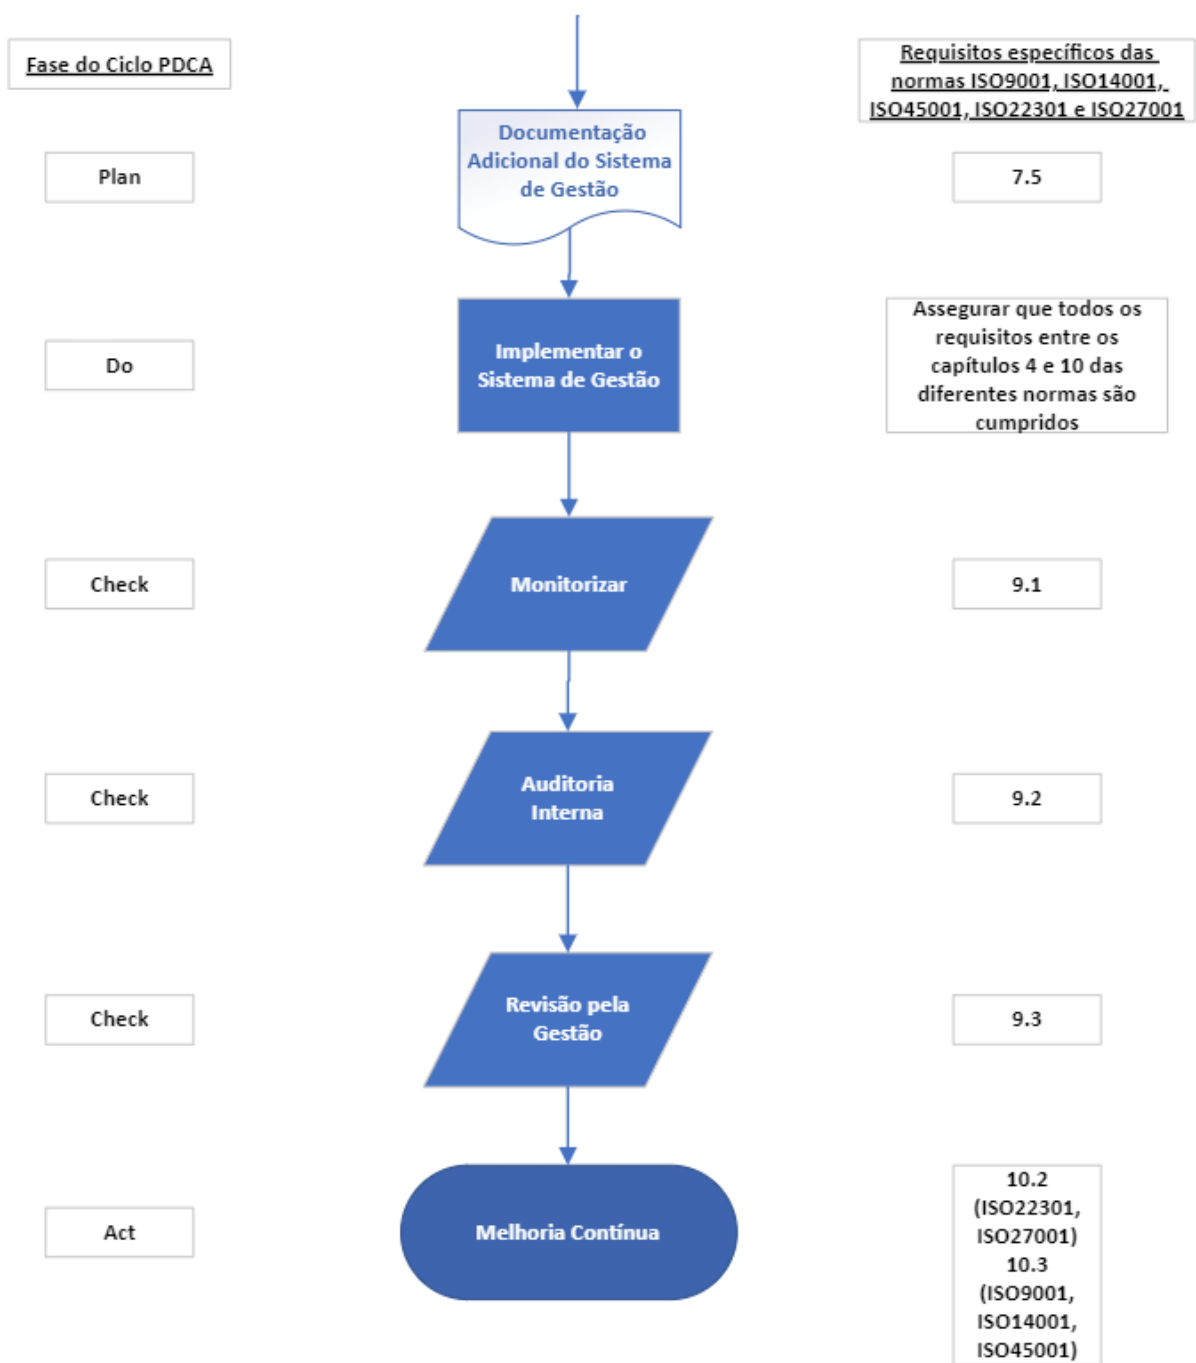 Fase do Ciclo PDCA
Requisitos específicos das
normas ISO9001, ISO14001,
ISO45001, ISO22301 e ISO27001
Plan
Documentação
Adicional do Sistema
de Gestão
7.5
Do
Implementar o
Sistema de Gestão
Assegurar que todos os
requisitos entre os
capítulos 4 e 10 das
diferentes normas são
cumpridos
Check
Monitorizar
9.1
Check
Auditoria
Interna
9.2
Check
Revisão pela
Gestão
9.3
Act
Melhoria Contínua
10.2
(ISO22301,
ISO27001)
10.3
(ISO9001,
ISO14001,
ISO45001)